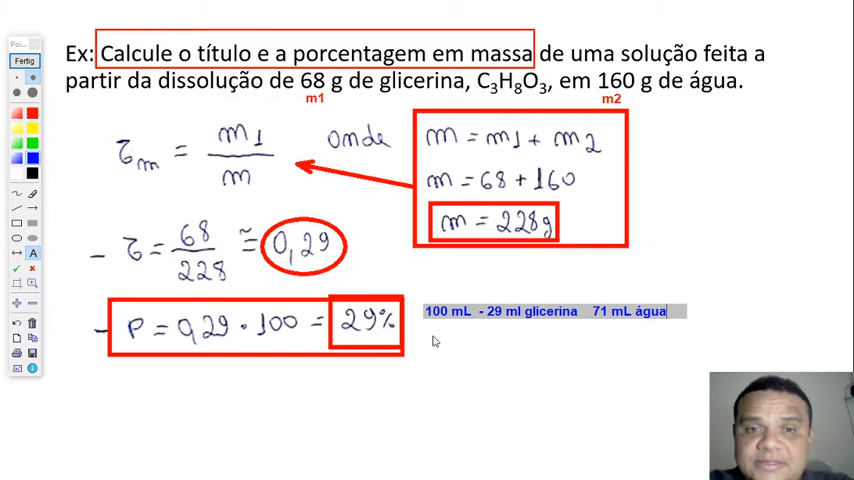 Poi...
Fertig
Ex: Calcule o título e a porcentagem em massa de uma solução feita a
partir da dissolução de 68 g de glicerina, C₃H₈O₃, em 160 g de água.
m1 m2
τm = m1/m onde
m = m1 + m2
m = 68 + 160
m = 228g
- τ = 68/228 ≅ 0,29
- P = 0,29 · 100 = 29%
100 mL - 29 ml glicerina 71 mL água
A